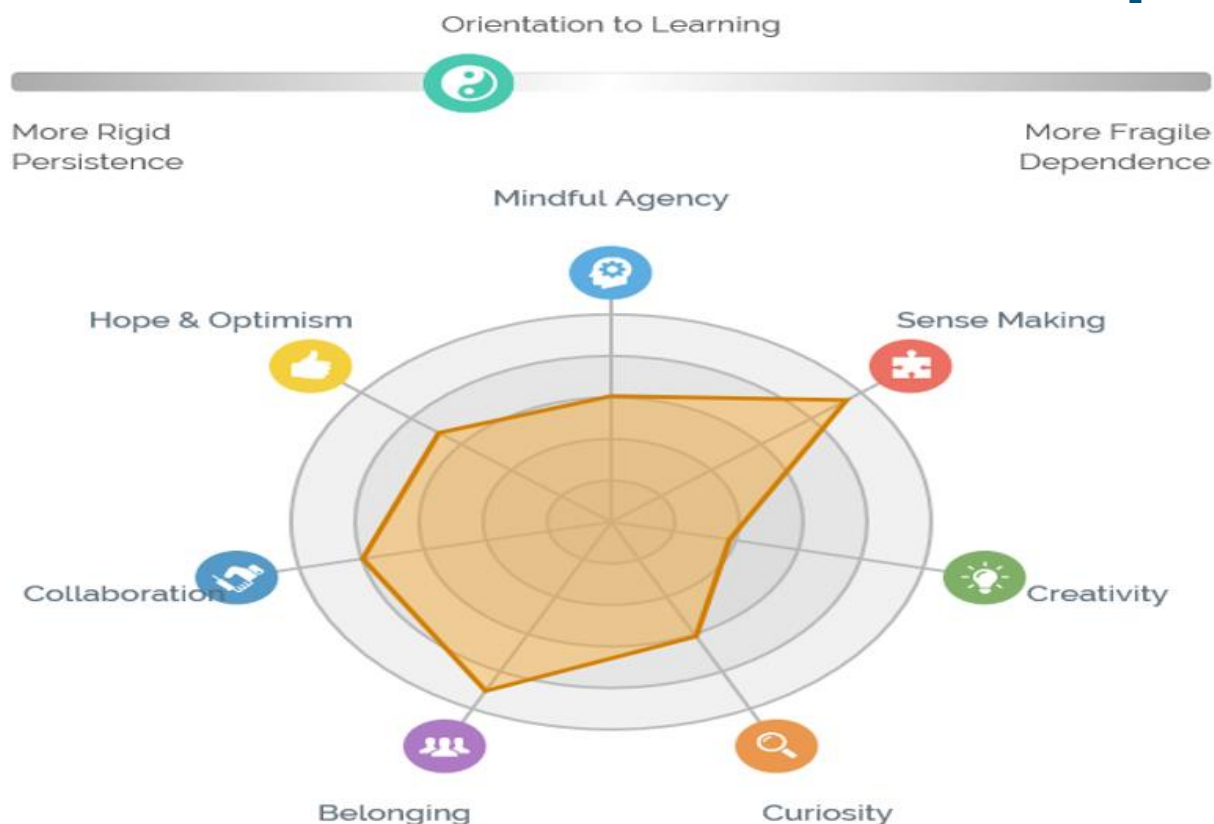 Orientation to Learning
More Rigid
Persistence
More Fragile
Dependence
Mindful Agency
Hope & Optimism
Sense Making
Collaboration
Creativity
Belonging
Curiosity